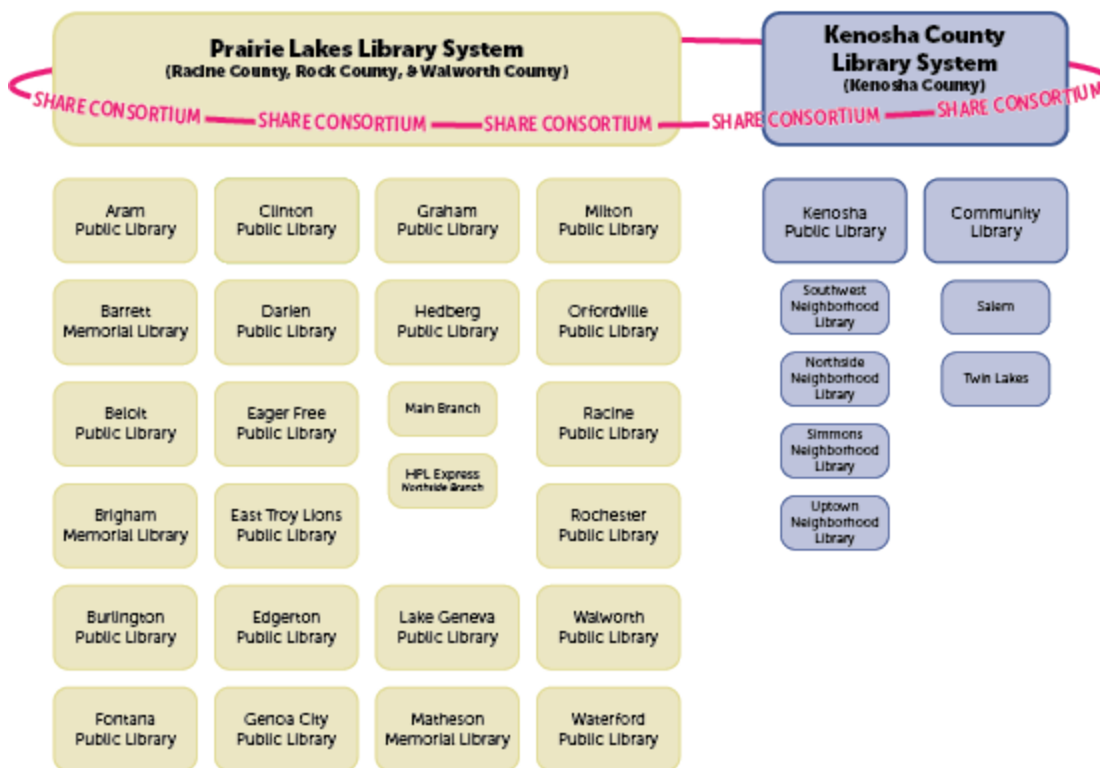 Prairie Lakes Library System
(Racine County, Rock County, & Walworth County)
Kenosha County
Library System
(Kenosha County)
SHARE CONSORTIUM
SHARE CONSORTIUM
SHARE CONSORTIUM
SHARE CONSORTIUM
SHARE CONSORTIUM
Aram
Public Library
Clinton
Public Library
Graham
Public Library
Milton
Public Library
Kenosha
Public Library
Community
Library
Barrett
Memorial Library
Darien
Public Library
Hedberg
Public Library
Orfordville
Public Library
Southwest
Neighborhood
Library
Salem
Northside
Neighborhood
Library
Twin Lakes
Beloit
Public Library
Eager Free
Public Library
Main Branch
Racine
Public Library
Simmons
Neighborhood
Library
HPL Express
Northside Branch
Brigham
Memorial Library
East Troy Lions
Public Library
Rochester
Public Library
Uptown
Neighborhood
Library
Burlington
Public Library
Edgerton
Public Library
Lake Geneva
Public Library
Walworth
Public Library
Fontana
Public Library
Genoa City
Public Library
Matheson
Memorial Library
Waterford
Public Library